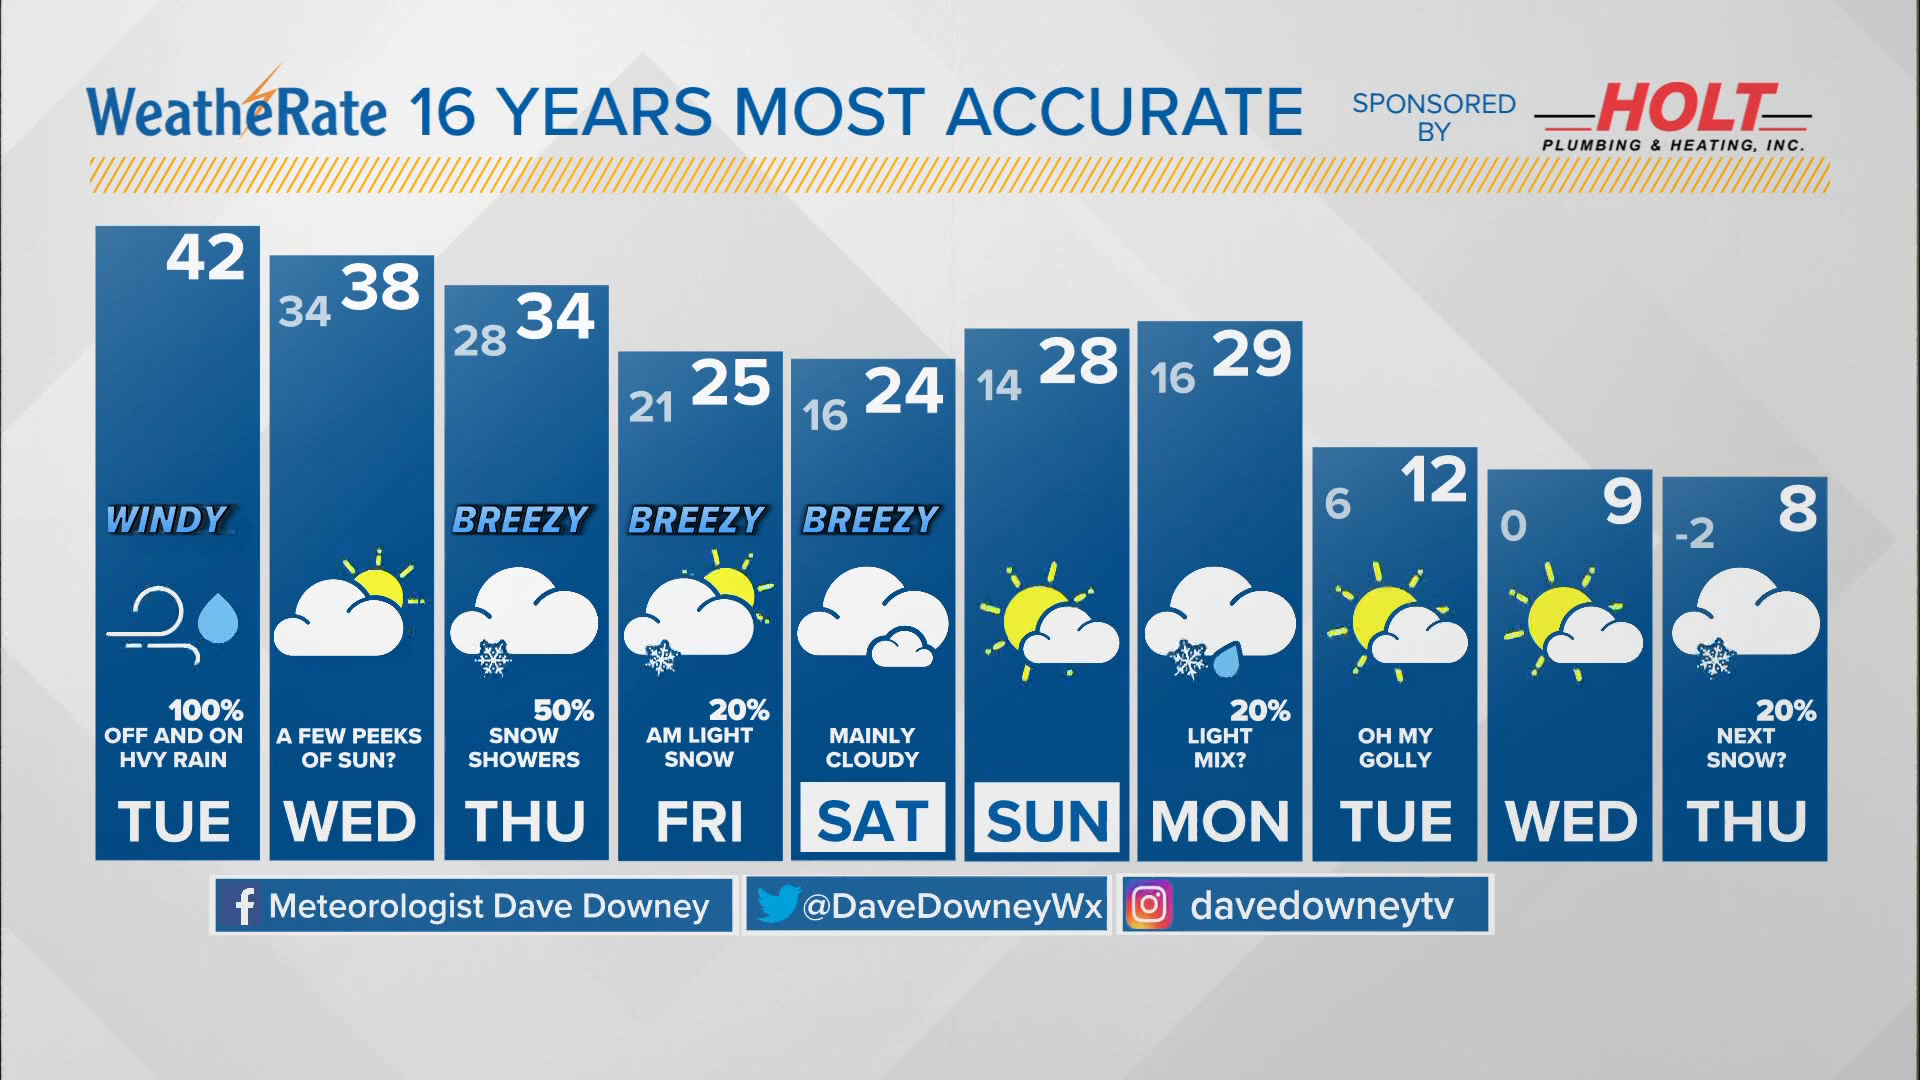 WeatheRate 16 YEARS MOST ACCURATE
SPONSORED
BY
HOLT
PLUMBING & HEATING, INC.
42
WINDY
100%
OFF AND ON
HVY RAIN
TUE
34 38
A FEW PEEKS
OF SUN?
WED
28 34
BREEZY
50%
SNOW
SHOWERS
THU
21 25
BREEZY
20%
AM LIGHT
SNOW
FRI
16 24
BREEZY
MAINLY
CLOUDY
SAT
14 28
SUN
16 29
20%
LIGHT
MIX?
MON
6 12
OH MY
GOLLY
TUE
0 9
WED
-2 8
20%
NEXT
SNOW?
THU
f Meteorologist Dave Downey
@DaveDowneyWx
davedowneytv